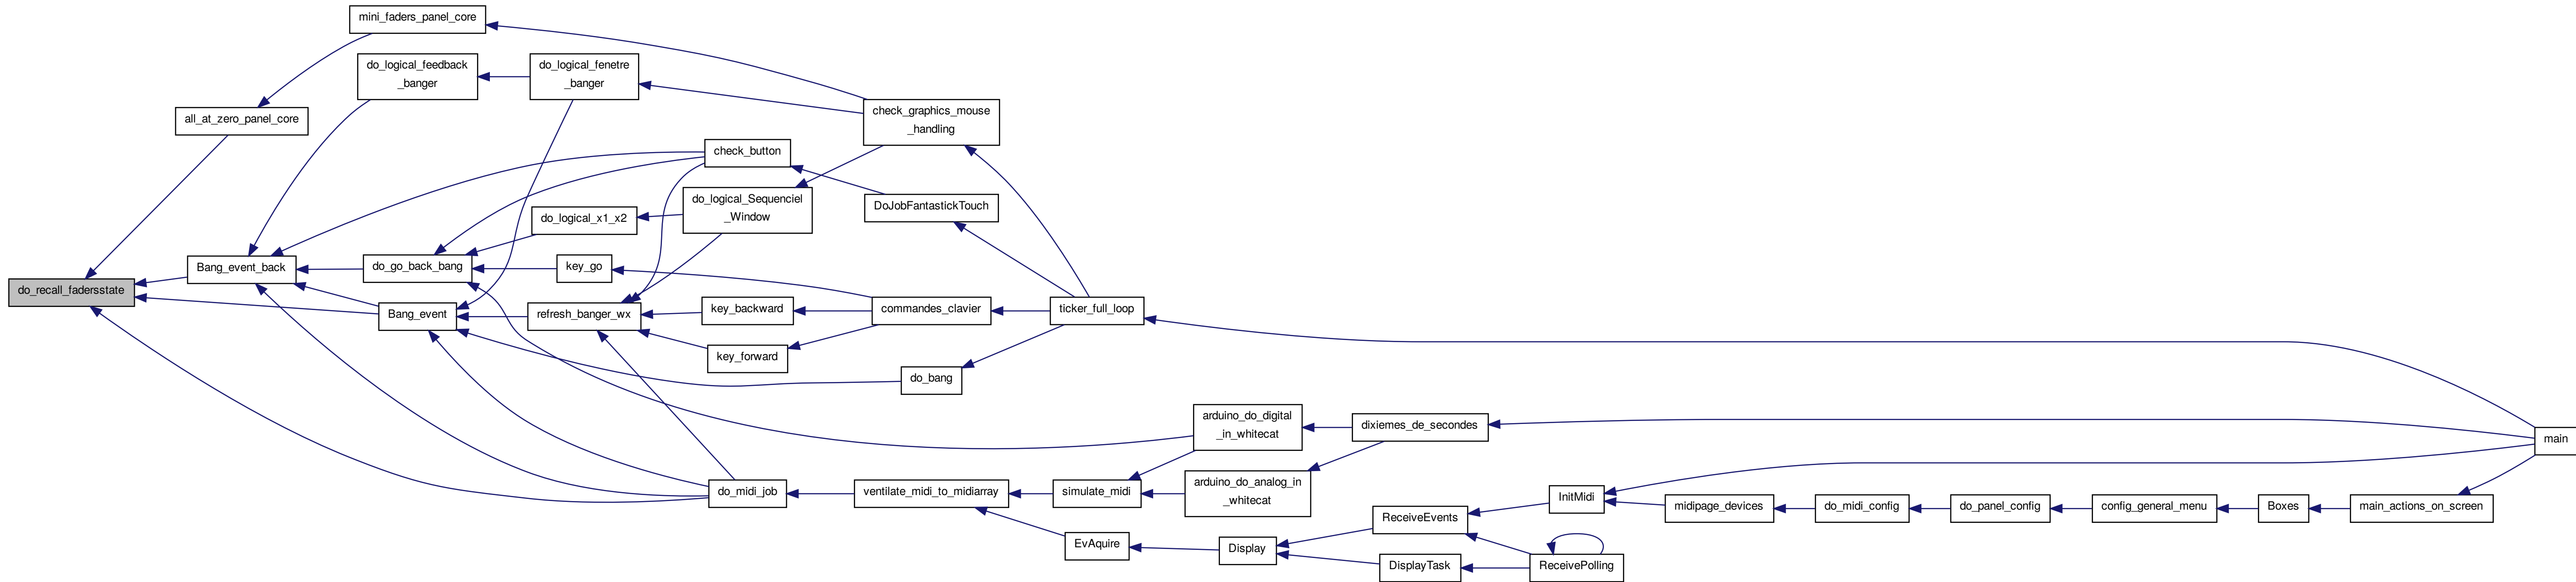 mini_faders_panel_core
do_logical_feedback
_banger
do_logical_fenetre
_banger
all_at_zero_panel_core
check_graphics_mouse
_handling
check_button
do_logical_Sequenciel
_Window
DoJobFantastickTouch
do_logical_x1_x2
Bang_event_back
do_go_back_bang
key_go
do_recall_fadersstate
Bang_event
refresh_banger_wx
key_backward
commandes_clavier
ticker_full_loop
key_forward
do_bang
arduino_do_digital
_in_whitecat
dixiemes_de_secondes
main
do_midi_job
ventilate_midi_to_midiarray
simulate_midi
arduino_do_analog_in
_whitecat
InitMidi
midipage_devices
do_midi_config
do_panel_config
config_general_menu
Boxes
main_actions_on_screen
ReceiveEvents
EvAquire
Display
DisplayTask
ReceivePolling